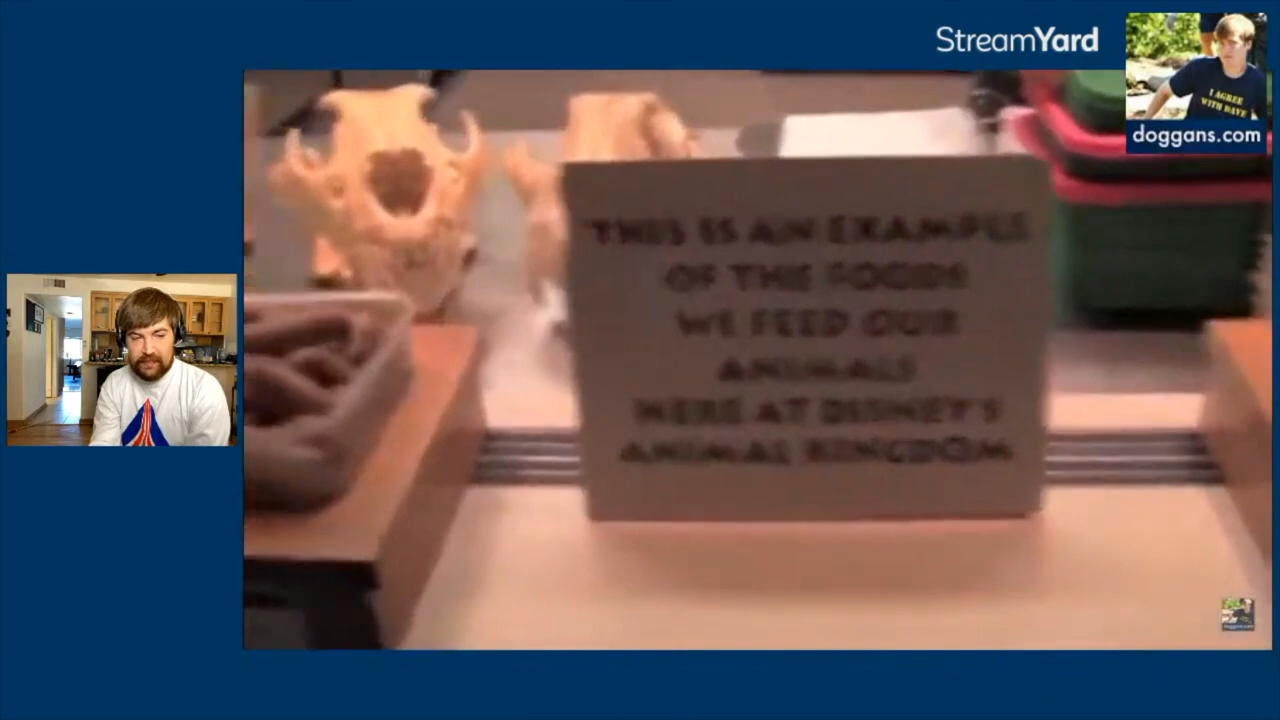 StreamYard
I AGREE
WITH DAVE
doggans.com
THIS IS AN EXAMPLE
OF THE FOODS
WE FEED OUR
ANIMALS
HERE AT DISNEY'S
ANIMAL KINGDOM